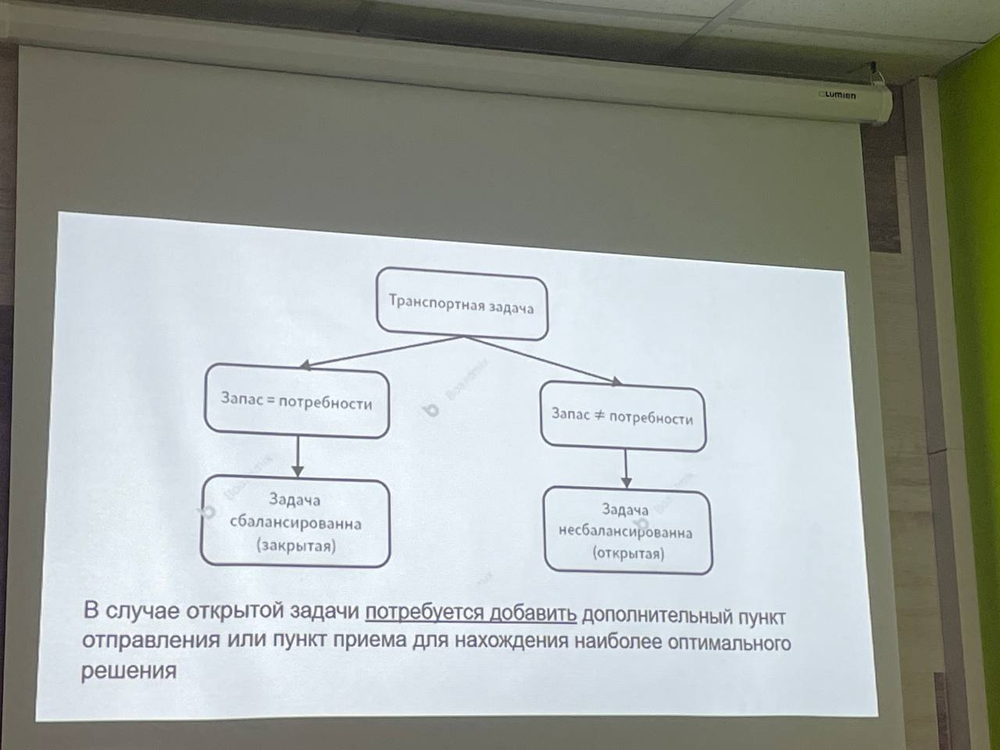 Lumien
Транспортная задача
Запас = потребности
Запас ≠ потребности
Boardmix
Задача
сбалансированна
(закрытая)
Задача
несбалансированна
(открытая)
В случае открытой задачи потребуется добавить дополнительный пункт
отправления или пункт приема для нахождения наиболее оптимального
решения